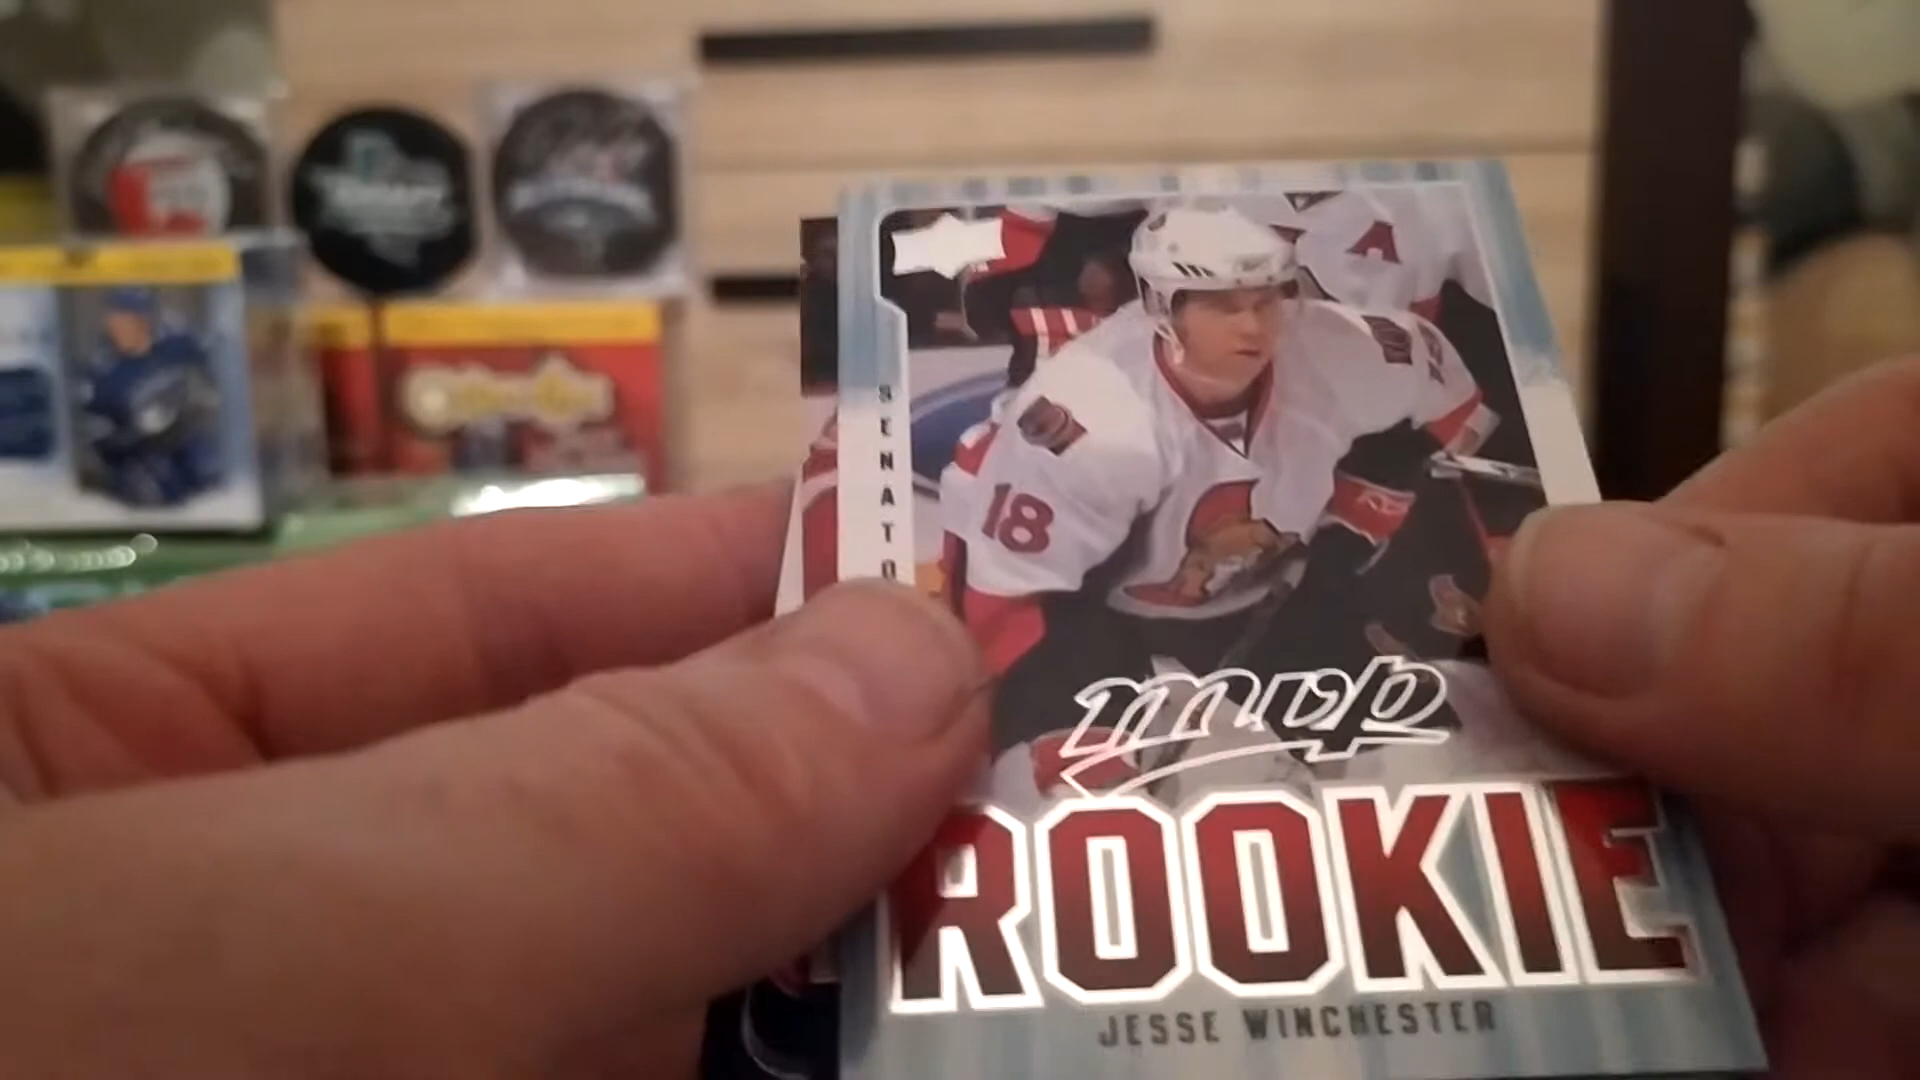 A
SENATO
18
mvp
ROOKIE
JESSE WINCHESTER